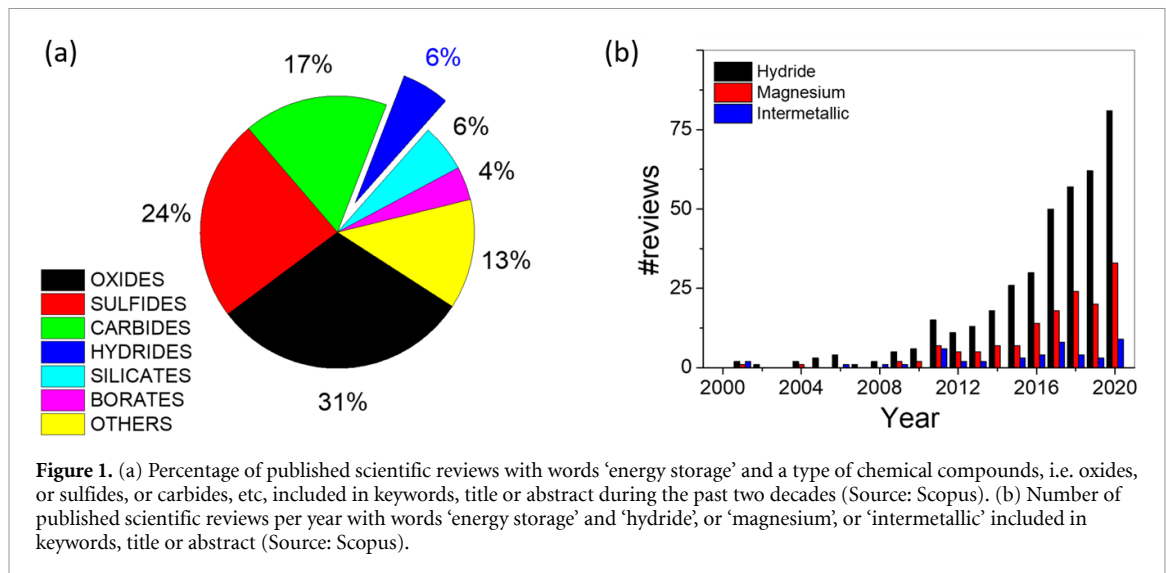 (a)
17%
6%
6%
4%
24%
13%
31%
OXIDES
SULFIDES
CARBIDES
HYDRIDES
SILICATES
BORATES
OTHERS
(b)
Hydride
Magnesium
Intermetallic
#reviews
75
50
25
0
2000
2004
2008
2012
2016
2020
Year
Figure 1. (a) Percentage of published scientific reviews with words ‘energy storage’ and a type of chemical compounds, i.e. oxides,
or sulfides, or carbides, etc, included in keywords, title or abstract during the past two decades (Source: Scopus). (b) Number of
published scientific reviews per year with words ‘energy storage’ and ‘hydride’, or ‘magnesium’, or ‘intermetallic’ included in
keywords, title or abstract (Source: Scopus).